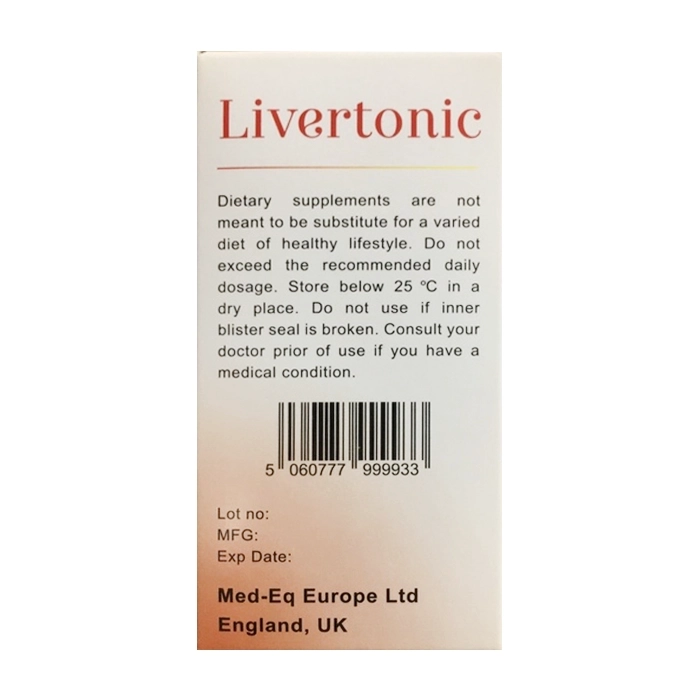 Livertonic
Dietary supplements are not
meant to be substitute for a varied
diet of healthy lifestyle. Do not
exceed the recommended daily
dosage. Store below 25 °C in a
dry place. Do not use if inner
blister seal is broken. Consult your
doctor prior of use if you have a
medical condition.
5 060777 999933
Lot no:
MFG:
Exp Date:
Med-Eq Europe Ltd
England, UK